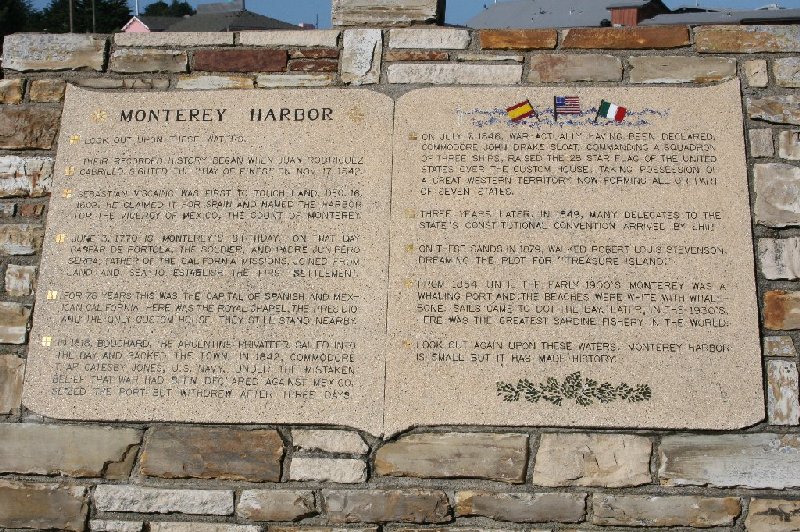 MONTEREY HARBOR
LOOK OUT UPON THESE WATERS.
THEIR RECORDED HISTORY BEGAN WHEN JUAN RODRIGUEZ
CABRILLO SIGHTED THE "BAY OF PINES" ON NOV. 17, 1542.
SEBASTIAN VISCAINO WAS FIRST TO TOUCH LAND, DEC. 16,
1602. HE CLAIMED IT FOR SPAIN AND NAMED THE HARBOR
FOR THE VICEROY OF MEXICO, THE COUNT OF MONTEREY.
JUNE 3, 1770 IS MONTEREY'S BIRTHDAY. ON THAT DAY
GASPAR DE PORTOLA, THE SOLDIER, AND PADRE JUNIPERO
SERRA, FATHER OF THE CALIFORNIA MISSIONS, JOINED FROM
LAND AND SEA TO ESTABLISH THE FIRST SETTLEMENT.
FOR 76 YEARS THIS WAS THE CAPITAL OF SPANISH AND MEX-
ICAN CALIFORNIA. HERE WAS THE ROYAL CHAPEL, THE PRESIDIO
AND THE ONLY CUSTOM HOUSE. THEY STILL STAND NEARBY.
IN 1818, BOUCHARD, THE ARGENTINE PRIVATEER, SAILED INTO
THE BAY AND SACKED THE TOWN. IN 1842, COMMODORE
AP CATESBY JONES, U.S. NAVY, UNDER THE MISTAKEN
BELIEF THAT WAR HAD BEEN DECLARED AGAINST MEXICO,
SEIZED THE PORT BUT WITHDREW AFTER THREE DAYS.
ON JULY 7, 1846, WAR ACTUALLY HAVING BEEN DECLARED,
COMMODORE JOHN DRAKE SLOAT, COMMANDING A SQUADRON
OF THREE SHIPS, RAISED THE 28 STAR FLAG OF THE UNITED
STATES OVER THE CUSTOM HOUSE, TAKING POSSESSION OF
A GREAT WESTERN TERRITORY NOW FORMING ALL OR PART
OF SEVEN STATES.
THREE YEARS LATER, IN 1849, MANY DELEGATES TO THE
STATE'S CONSTITUTIONAL CONVENTION ARRIVED BY SHIP.
ON THESE SANDS IN 1879, WALKED ROBERT LOUIS STEVENSON,
DREAMING THE PLOT FOR "TREASURE ISLAND."
FROM 1854 UNTIL THE EARLY 1900'S MONTEREY WAS A
WHALING PORT AND THE BEACHES WERE WHITE WITH WHALE-
BONE. SAILS CAME TO DOT THE BAY. LATER, IN THE 1930'S,
HERE WAS THE GREATEST SARDINE FISHERY IN THE WORLD.
LOOK OUT AGAIN UPON THESE WATERS. MONTEREY HARBOR
IS SMALL BUT IT HAS MADE HISTORY.